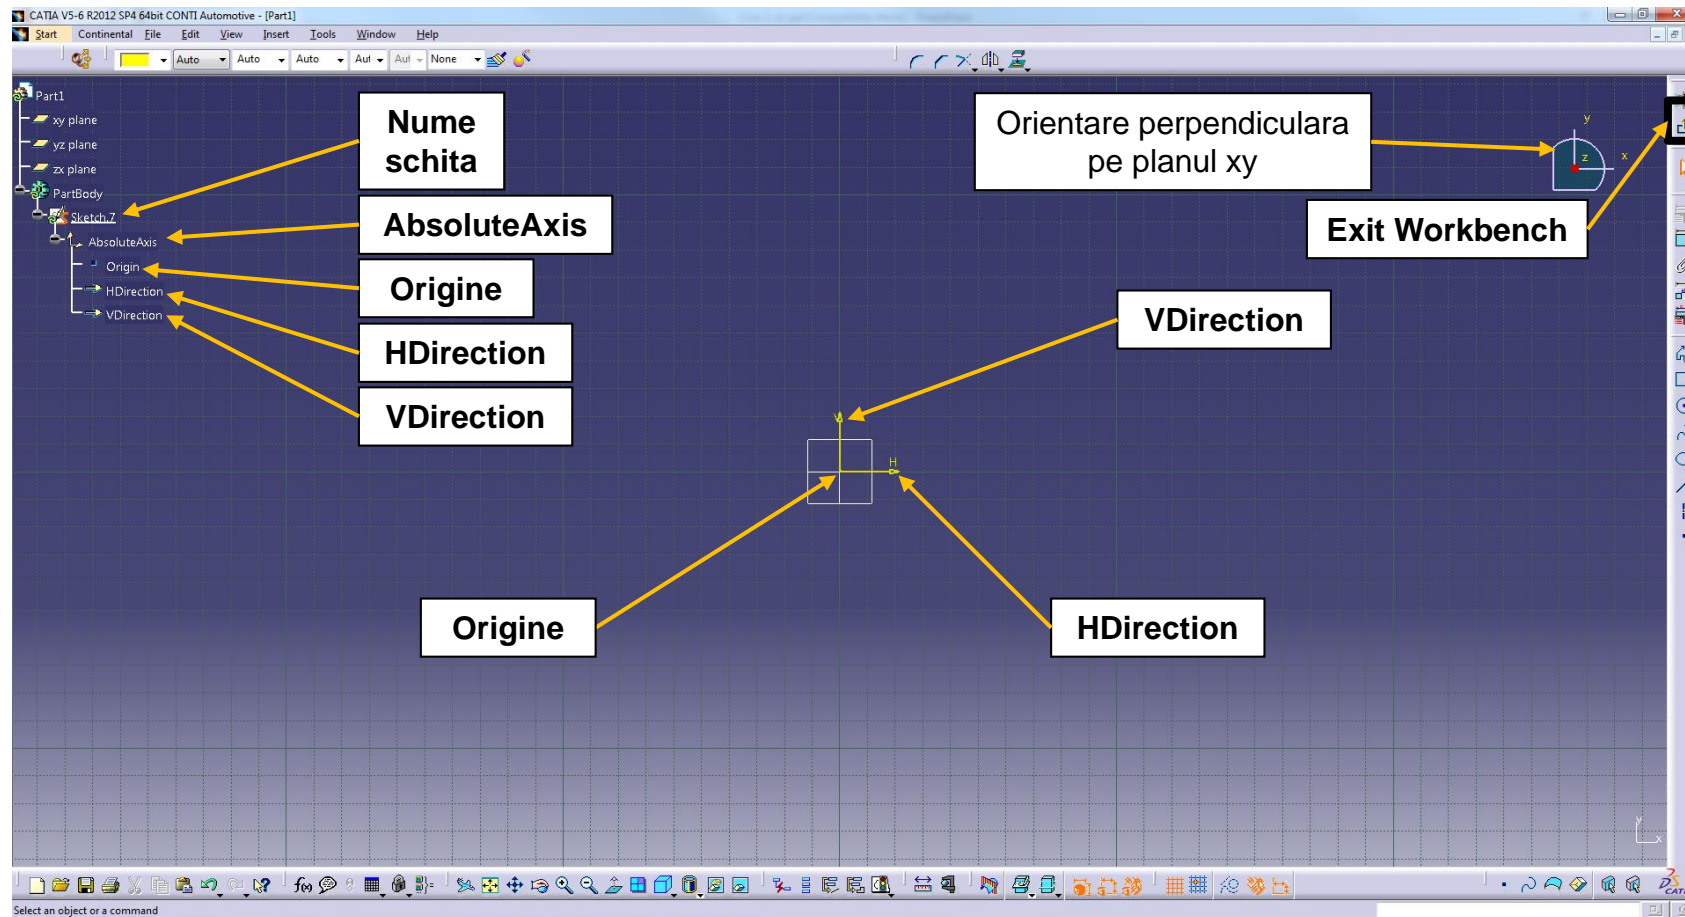 CATIA V5-6 R2012 SP4 64bit CONTI Automotive - [Part1]
Start Continental File Edit View Insert Tools Window Help
Auto Auto Auto Aut Aut None
Part1
xy plane
yz plane
zx plane
PartBody
Sketch.7
AbsoluteAxis
Origin
HDirection
VDirection
Nume
schita
AbsoluteAxis
Origine
HDirection
VDirection
Orientare perpendiculara
pe planul xy
y
x
z
Exit Workbench
VDirection
V
H
Origine
HDirection
y
x
f(x)
Select an object or a command